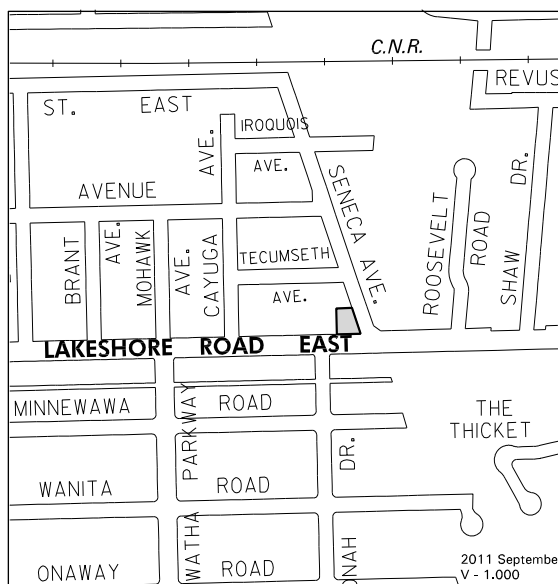 C.N.R.
REVUS
ST. EAST
IROQUOIS
AVE.
AVENUE
AVE.
SENECA AVE.
ROOSEVELT
ROAD
SHAW
DR.
BRANT
AVE.
MOHAWK
AVE.
CAYUGA
TECUMSETH
AVE.
LAKESHORE ROAD EAST
MINNEWAWA ROAD
PARKWAY
THE
THICKET
WANITA ROAD
DR.
WATHA
ONAWAY ROAD
ONAH
2011 Septembe
V - 1.000